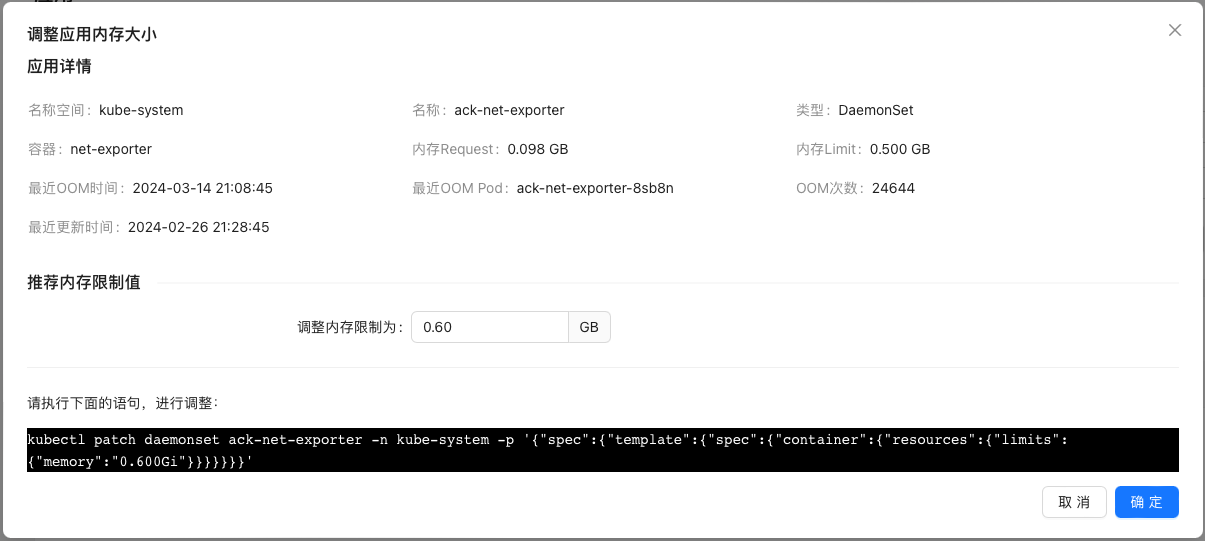 调整应用内存大小
应用详情
名称空间: kube-system 名称: ack-net-exporter 类型: DaemonSet
容器: net-exporter 内存Request: 0.098 GB 内存Limit: 0.500 GB
最近OOM时间: 2024-03-14 21:08:45 最近OOM Pod: ack-net-exporter-8sb8n OOM次数: 24644
最近更新时间: 2024-02-26 21:28:45
推荐内存限制值
调整内存限制为: 0.60 GB
请执行下面的语句，进行调整:
kubectl patch daemonset ack-net-exporter -n kube-system -p '{"spec":{"template":{"spec":{"container":{"resources":{"limits":
{"memory":"0.600Gi"}}}}}}}'
取 消 确 定